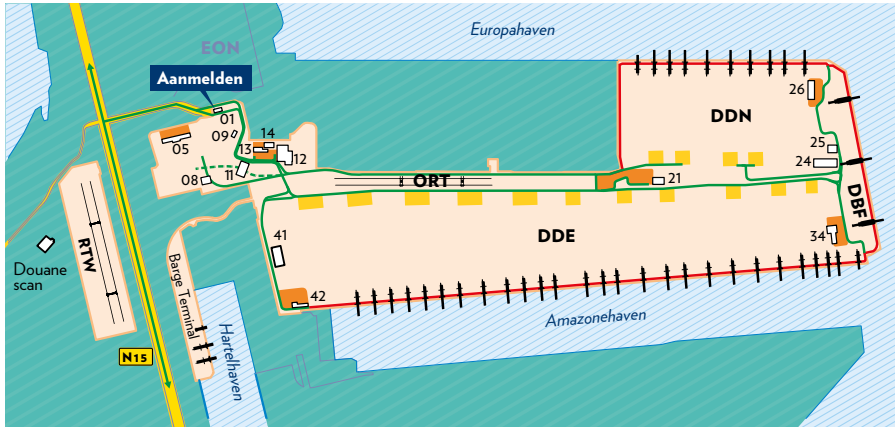 Europahaven
EON
Aanmelden
26
01
DDN
09
14
13
05
12
25
24
11
08
ORT
21
DBF
41
34
DDE
RTW
Douane
scan
Barge Terminal
42
Amazonehaven
Hartelhaven
N15